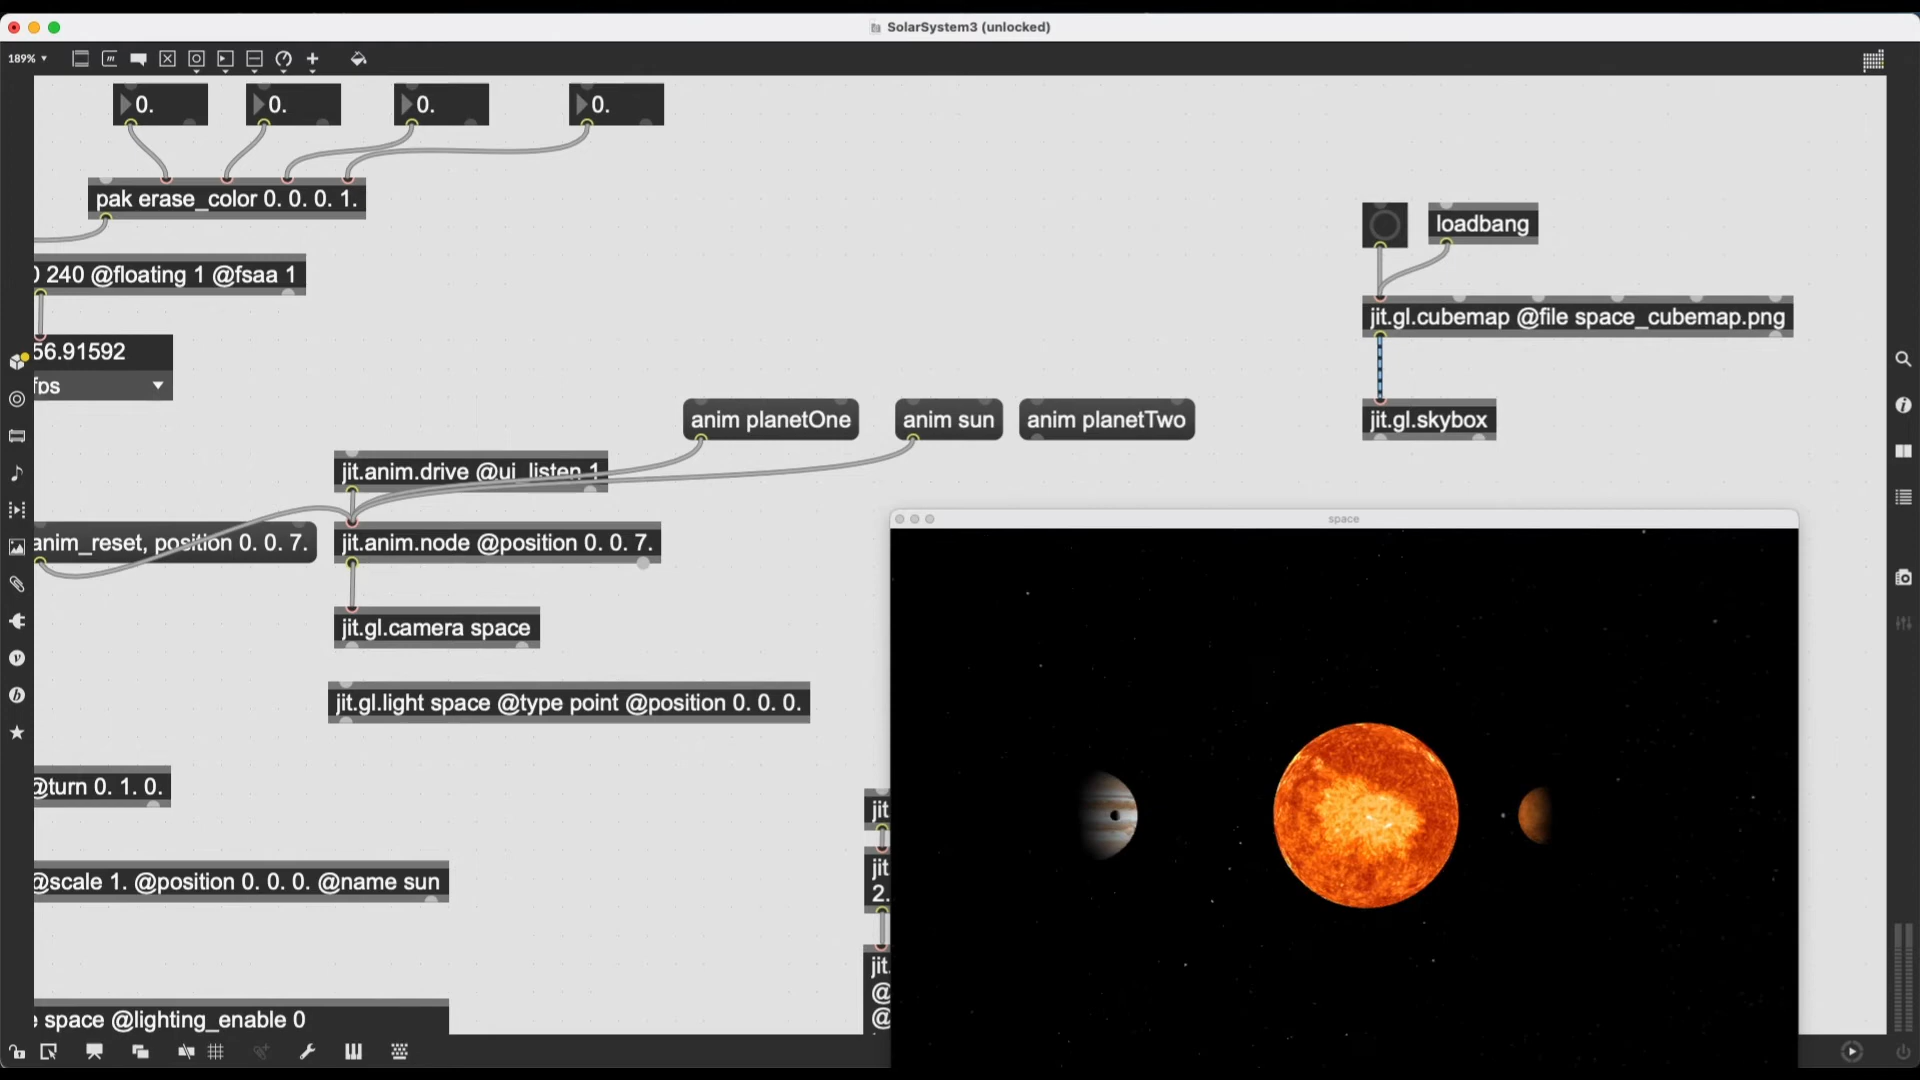 SolarSystem3 (unlocked)
189%
0.
0.
0.
0.
pak erase_color 0. 0. 0. 1.
loadbang
0 240 @floating 1 @fsaa 1
jit.gl.cubemap @file space_cubemap.png
56.91592
fps
anim planetOne
anim sun
anim planetTwo
jit.gl.skybox
jit.anim.drive @ui_listen 1
space
anim_reset, position 0. 0. 7.
jit.anim.node @position 0. 0. 7.
jit.gl.camera space
jit.gl.light space @type point @position 0. 0. 0.
@turn 0. 1. 0.
jit
jit
2.
@scale 1. @position 0. 0. 0. @name sun
jit.
@
@
space @lighting_enable 0